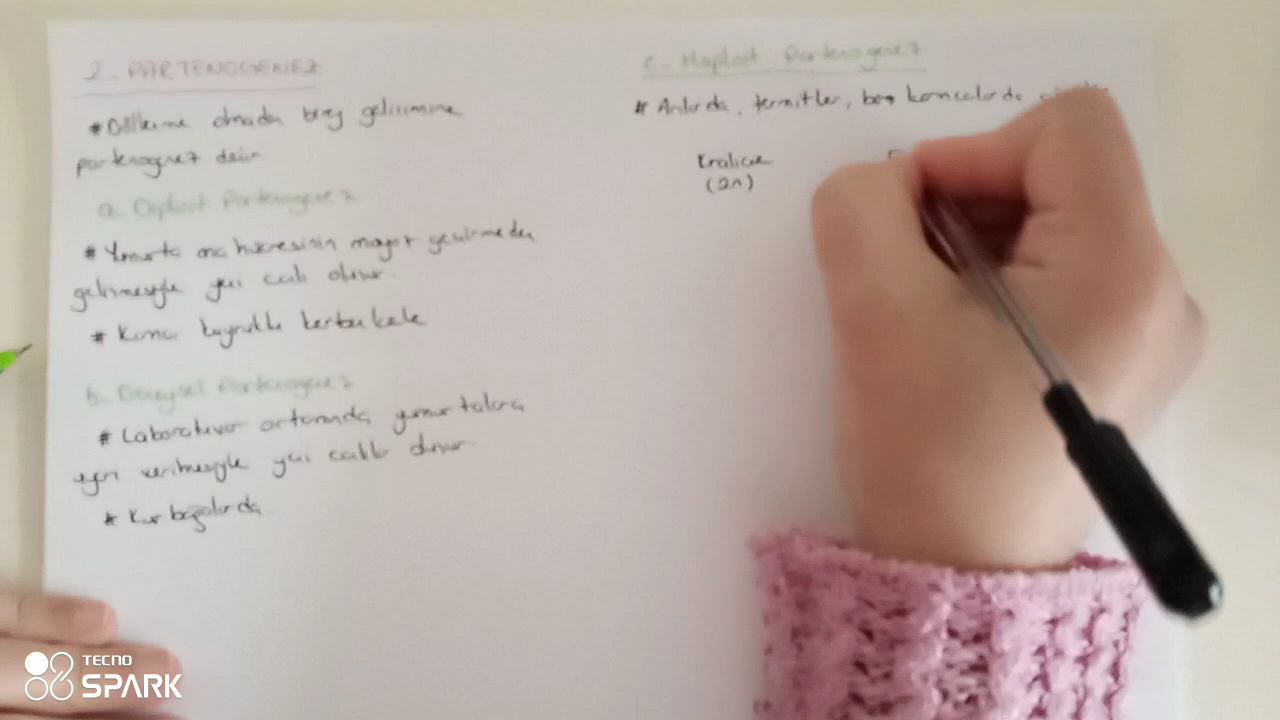 2. PARTENOGENEZ
# Döllenme olmadan birey gelişimine
partenogenez denir
a. Diploit Partenogenez
# Yumurta ana hücresinin mayoz geçirmeden
gelişmesiyle yeni canlı oluşur.
# Kırbaç kuyruklu kertenkele
b. Deneysel Partenogenez
# Laboratuvar ortamında yumurtalara
uyarı verilmesiyle yeni canlı oluşur
# Kurbağalarda
c. Haploit Partenogenez
# Arılarda, termitler, bazı karıncalarda
Kraliçe
(2n)
TECNO
SPARK